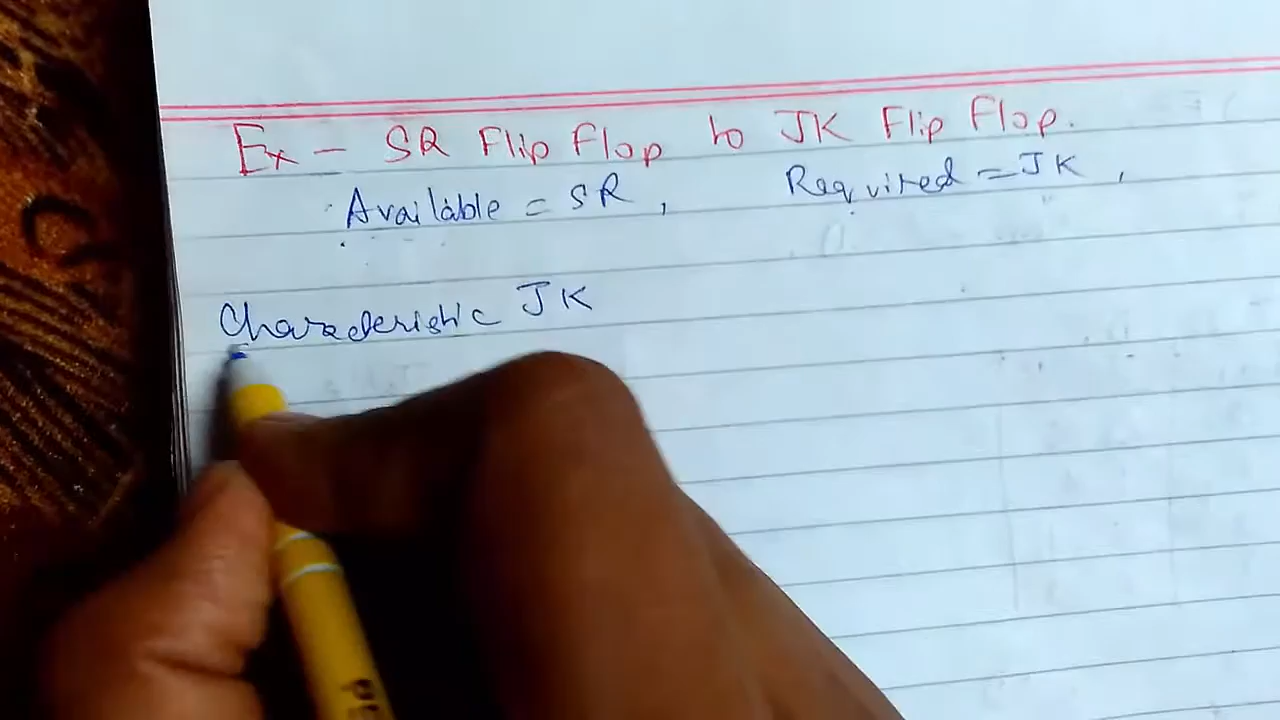 Ex - SR Flip Flop to JK Flip Flop.
Available = SR, Required = JK,
Characteristic JK